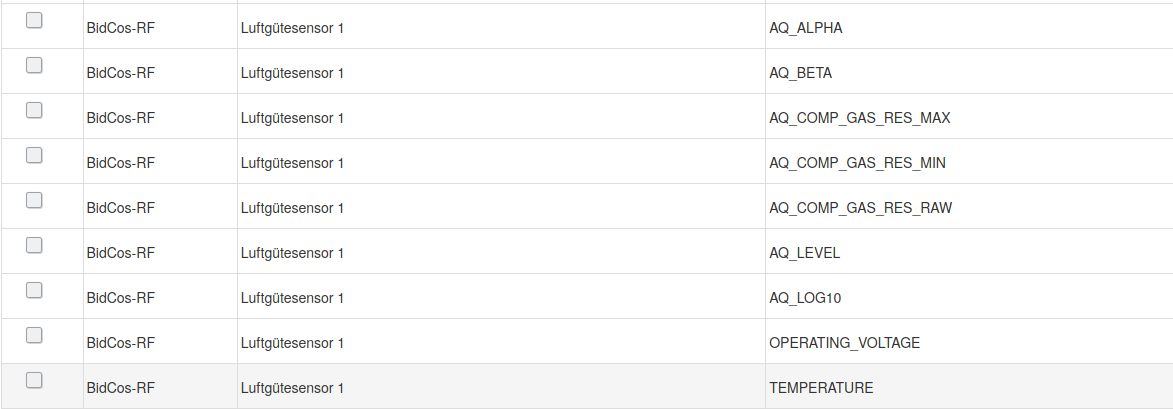 BidCos-RF Luftgütesensor 1 AQ_ALPHA
BidCos-RF Luftgütesensor 1 AQ_BETA
BidCos-RF Luftgütesensor 1 AQ_COMP_GAS_RES_MAX
BidCos-RF Luftgütesensor 1 AQ_COMP_GAS_RES_MIN
BidCos-RF Luftgütesensor 1 AQ_COMP_GAS_RES_RAW
BidCos-RF Luftgütesensor 1 AQ_LEVEL
BidCos-RF Luftgütesensor 1 AQ_LOG10
BidCos-RF Luftgütesensor 1 OPERATING_VOLTAGE
BidCos-RF Luftgütesensor 1 TEMPERATURE